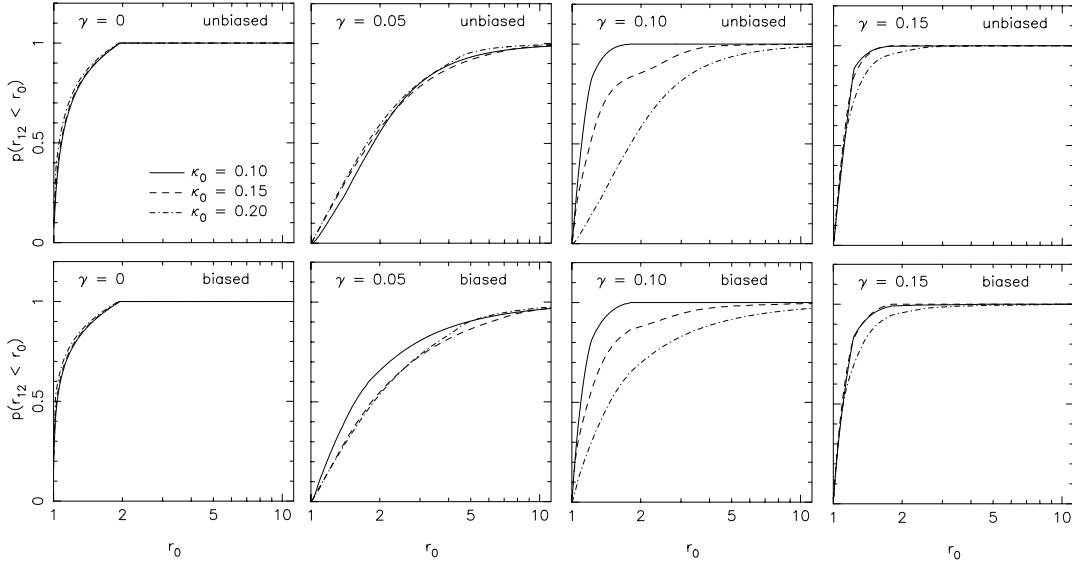 γ = 0 unbiased
γ = 0.05 unbiased
γ = 0.10 unbiased
γ = 0.15 unbiased
p(r₁₂ < r₀)
1
0.5
0
κ₀ = 0.10
κ₀ = 0.15
κ₀ = 0.20
γ = 0 biased
γ = 0.05 biased
γ = 0.10 biased
γ = 0.15 biased
p(r₁₂ < r₀)
1
0.5
0
1 2 5 10
1 2 5 10
1 2 5 10
1 2 5 10
r₀
r₀
r₀
r₀